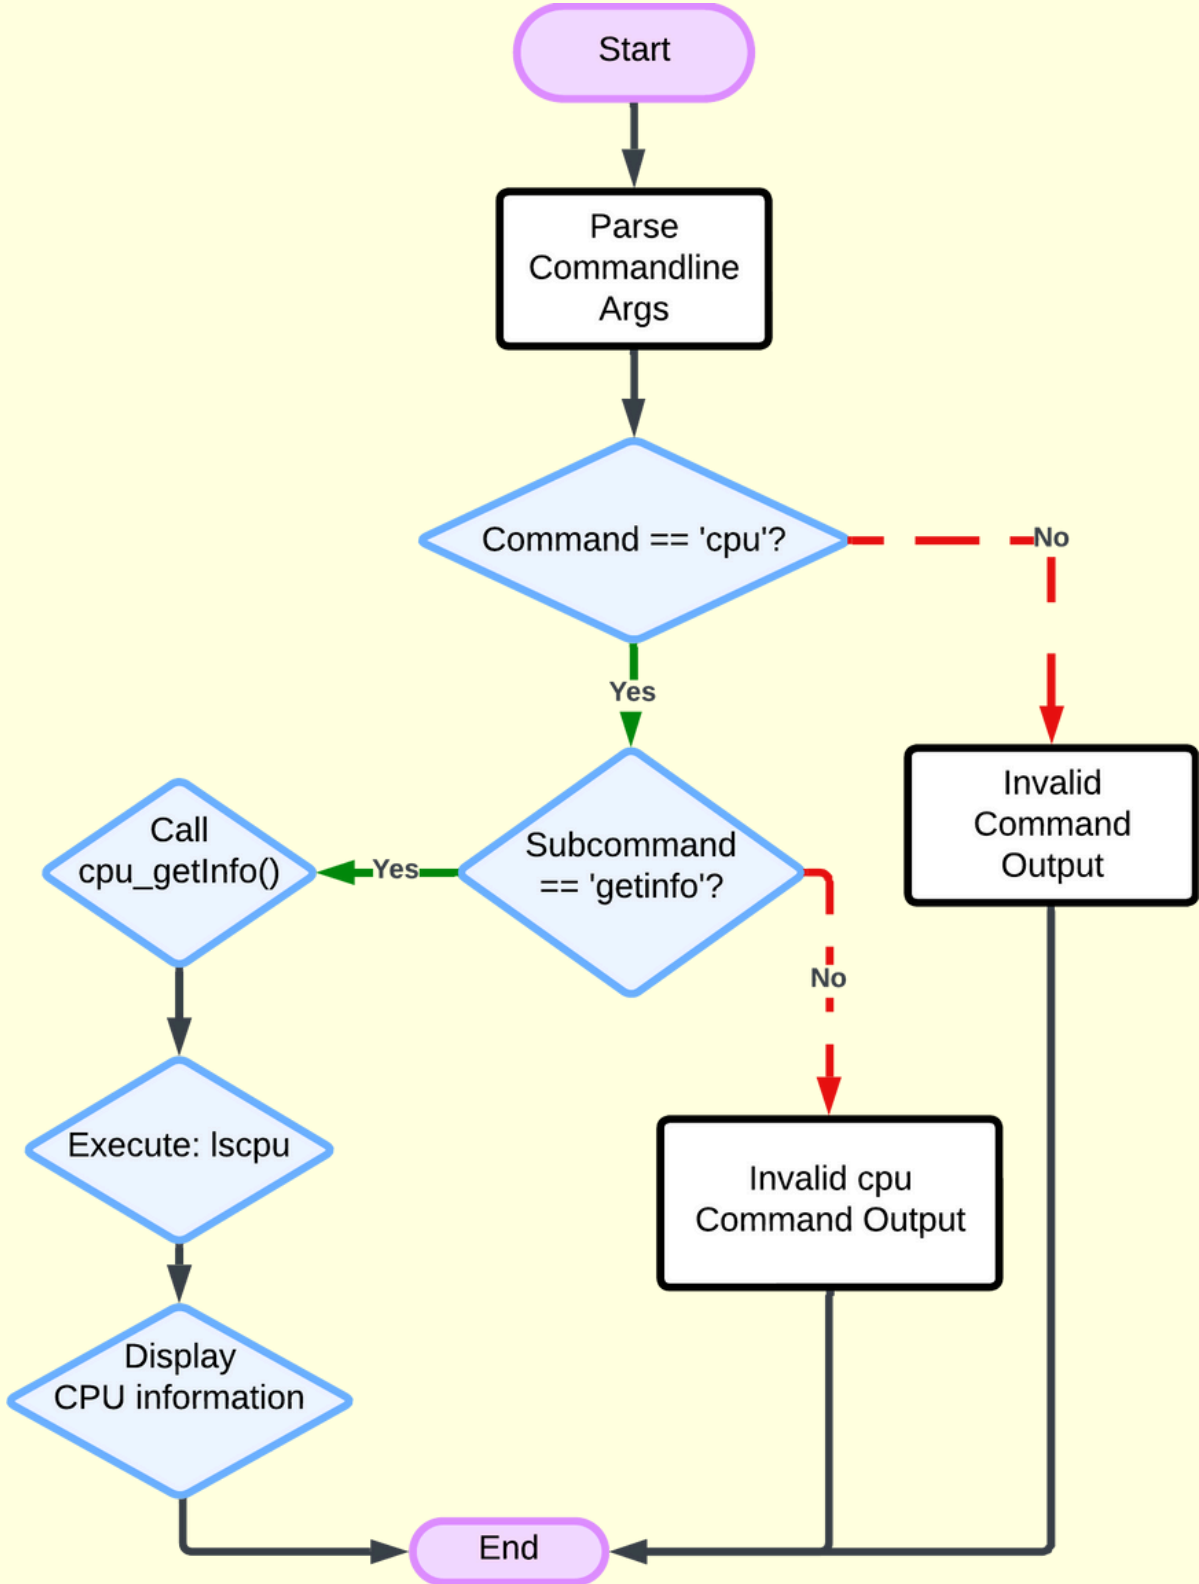 Start
Parse
Commandline
Args
Command == 'cpu'?
No
Yes
Invalid
Command
Output
Subcommand
== 'getinfo'?
Yes
Call
cpu_getInfo()
No
Execute: lscpu
Invalid cpu
Command Output
Display
CPU information
End